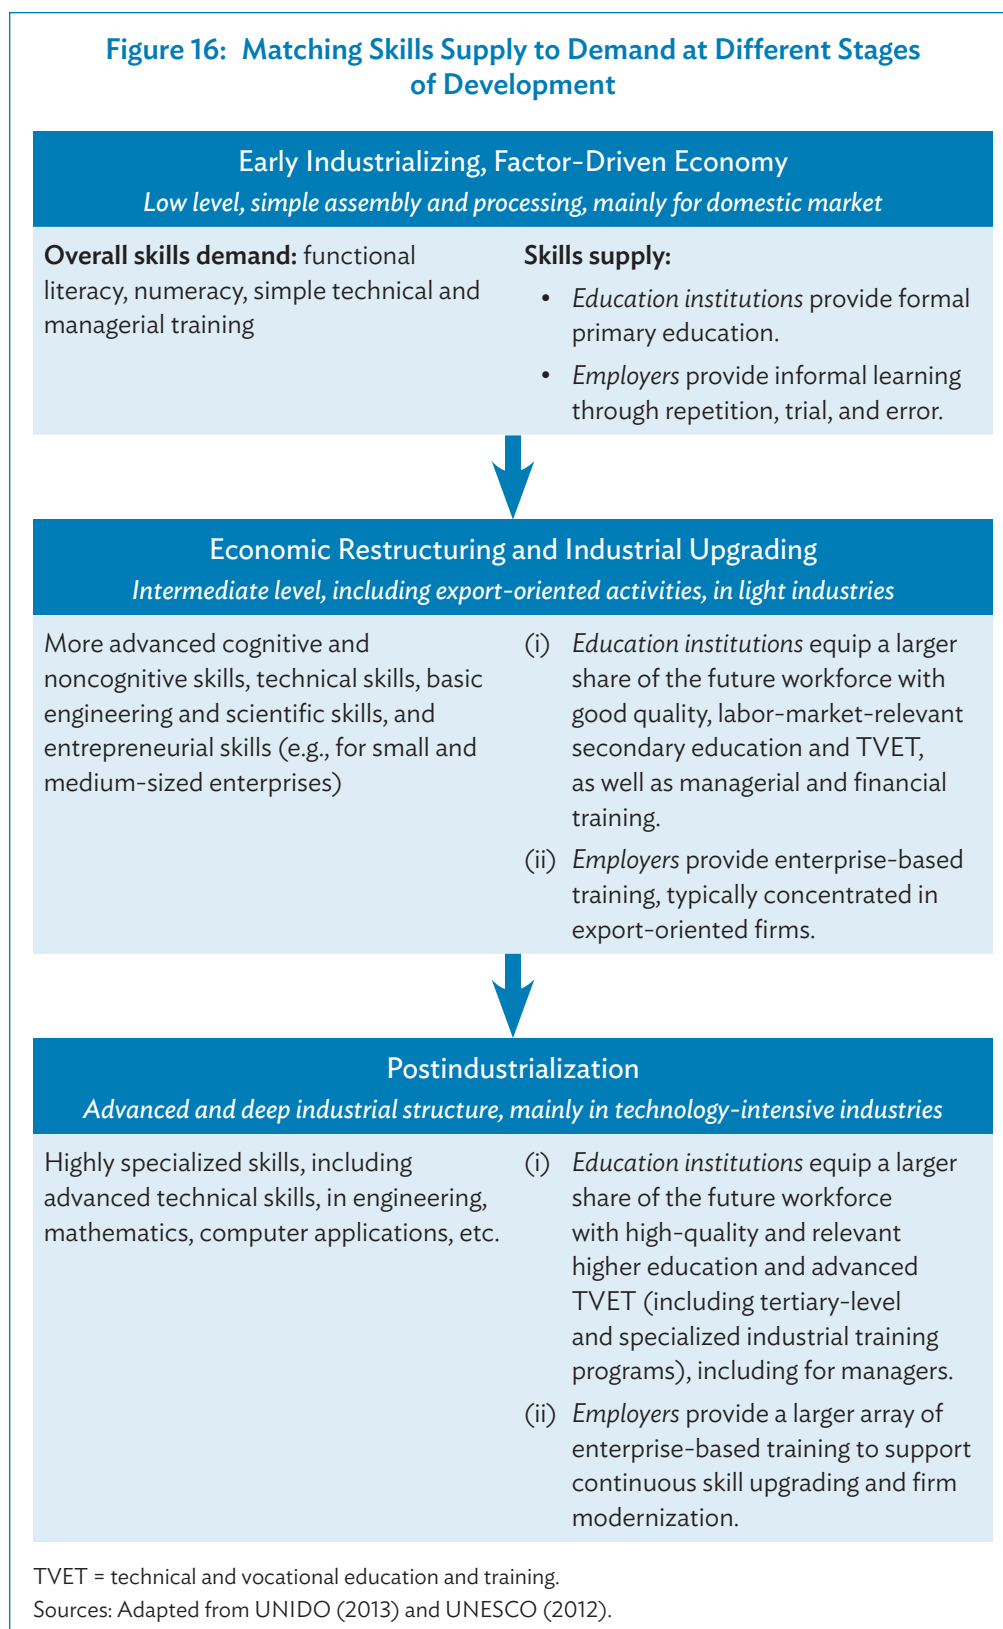 Figure 16: Matching Skills Supply to Demand at Different Stages
of Development
Early Industrializing, Factor-Driven Economy
Low level, simple assembly and processing, mainly for domestic market
Overall skills demand: functional
literacy, numeracy, simple technical and
managerial training
Skills supply:
• Education institutions provide formal
primary education.
• Employers provide informal learning
through repetition, trial, and error.
Economic Restructuring and Industrial Upgrading
Intermediate level, including export-oriented activities, in light industries
More advanced cognitive and
noncognitive skills, technical skills, basic
engineering and scientific skills, and
entrepreneurial skills (e.g., for small and
medium-sized enterprises)
(i) Education institutions equip a larger
share of the future workforce with
good quality, labor-market-relevant
secondary education and TVET,
as well as managerial and financial
training.
(ii) Employers provide enterprise-based
training, typically concentrated in
export-oriented firms.
Postindustrialization
Advanced and deep industrial structure, mainly in technology-intensive industries
Highly specialized skills, including
advanced technical skills, in engineering,
mathematics, computer applications, etc.
(i) Education institutions equip a larger
share of the future workforce
with high-quality and relevant
higher education and advanced
TVET (including tertiary-level
and specialized industrial training
programs), including for managers.
(ii) Employers provide a larger array of
enterprise-based training to support
continuous skill upgrading and firm
modernization.
TVET = technical and vocational education and training.
Sources: Adapted from UNIDO (2013) and UNESCO (2012).